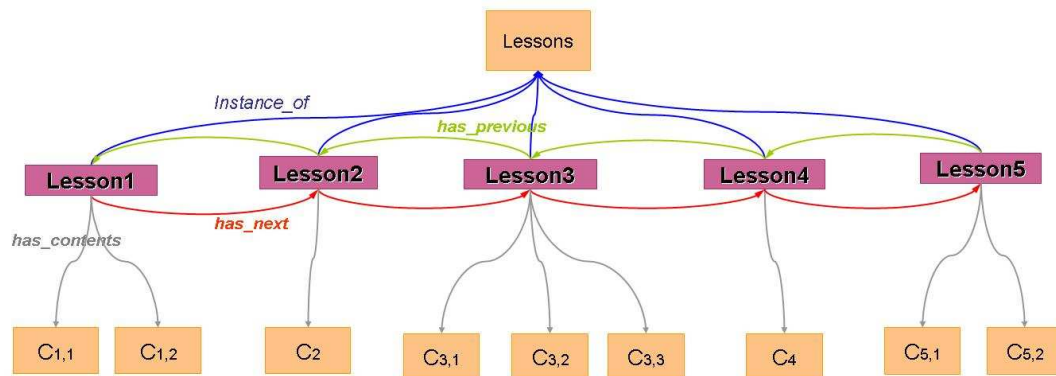 Lessons
Instance_of
has_previous
Lesson1
Lesson2
Lesson3
Lesson4
Lesson5
has_next
has_contents
C1,1
C1,2
C2
C3,1
C3,2
C3,3
C4
C5,1
C5,2